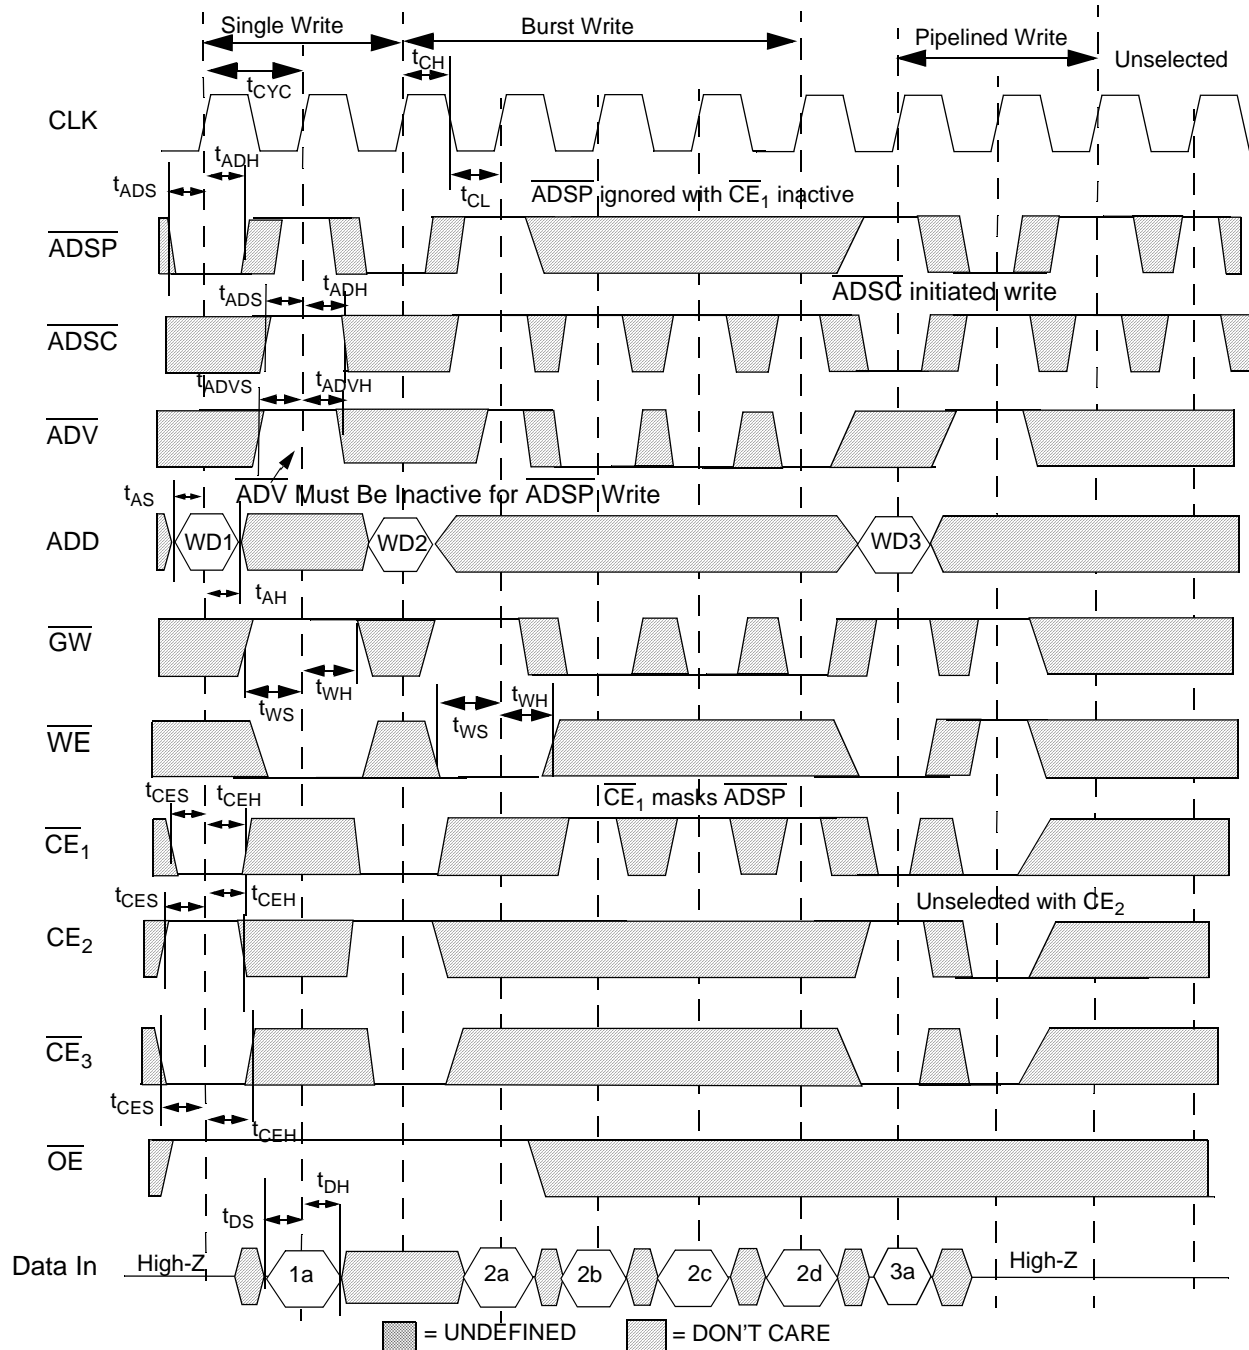 Single Write
Burst Write
Pipelined Write
Unselected
tCH
tCYC
CLK
tADH
tADS
tCL
ADSP ignored with CE1 inactive
ADSP
tADS
tADH
ADSC initiated write
ADSC
tADVS
tADVH
ADV
tAS
ADV Must Be Inactive for ADSP Write
ADD
WD1
WD2
WD3
tAH
GW
tWS
tWH
tWS
tWH
WE
tCES
tCEH
CE1 masks ADSP
CE1
tCES
tCEH
Unselected with CE2
CE2
CE3
tCES
tCEH
OE
tDH
tDS
Data In
High-Z
1a
2a
2b
2c
2d
3a
High-Z
= UNDEFINED
= DON'T CARE